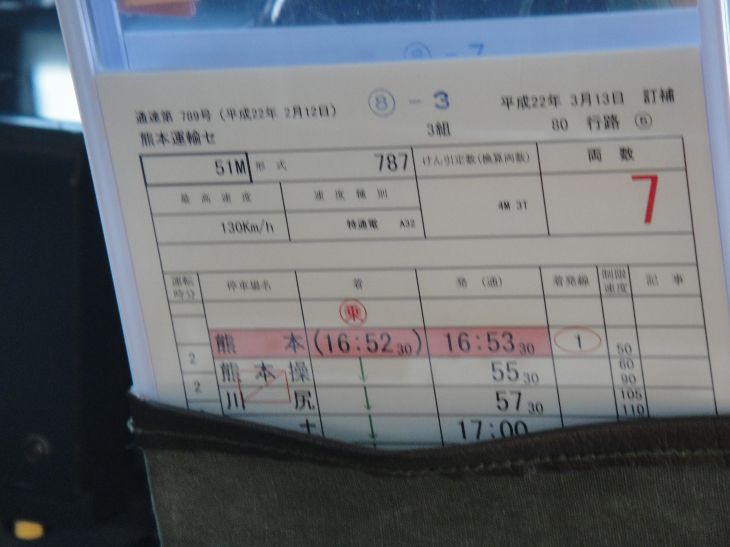 ⑧-7
通達第 789号 (平成22年 2月12日) ⑧-3 平成22年 3月13日 訂補
熊本運輸セ 3組 80 行路 ⑥
51M 形式 787 けん引定数(換算両数) 両数
最高速度 速度種別 4M 3T 7
130Km/h 特通電 A32
運転時分 停車場名 着 発 (通) 着発線 制限速度 記事
乗
熊本 (16:52 30) 16:53 30 1 50
2 熊本操 ↓ 55 30 60
90
2 川尻 ↓ 57 30 105
110
土 ↓ 17:00